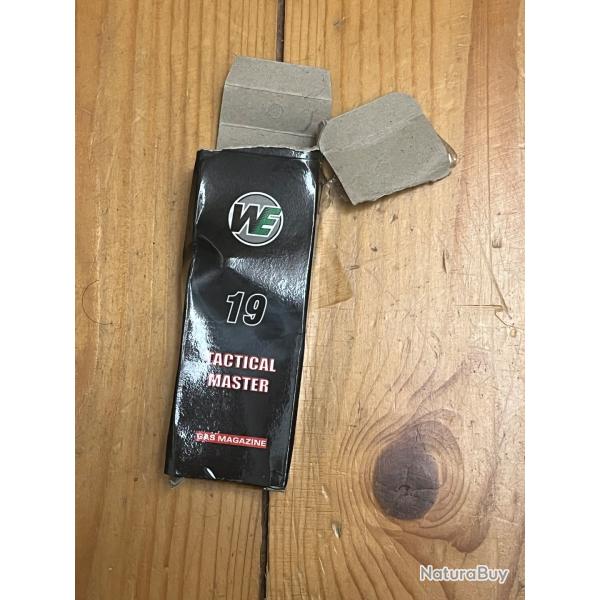 WE
19
TACTICAL
MASTER
GAS MAGAZINE
NaturaBuy